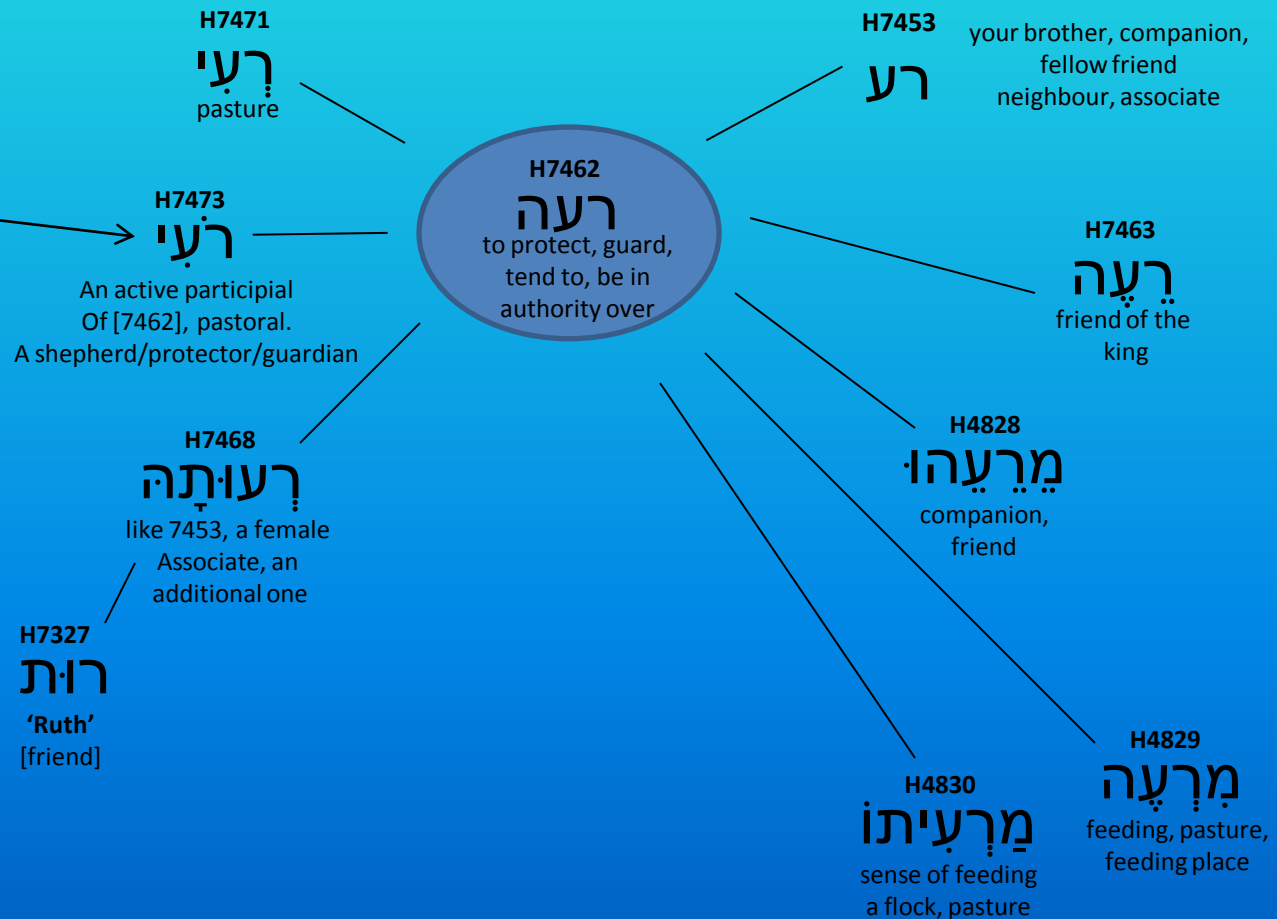 H7471
רְעִי
pasture
H7453
רע
your brother, companion,
fellow friend
neighbour, associate
H7462
רעה
to protect, guard,
tend to, be in
authority over
H7473
רֹעִי
An active participial
Of [7462], pastoral.
A shepherd/protector/guardian
H7463
רֵעֶה
friend of the
king
H7468
רְעוּתָהּ
like 7453, a female
Associate, an
additional one
H4828
מֵרֵעֵהוּ
companion,
friend
H7327
רוּת
‘Ruth’
[friend]
H4830
מַרְעִיתוֹ
sense of feeding
a flock, pasture
H4829
מִרְעֶה
feeding, pasture,
feeding place